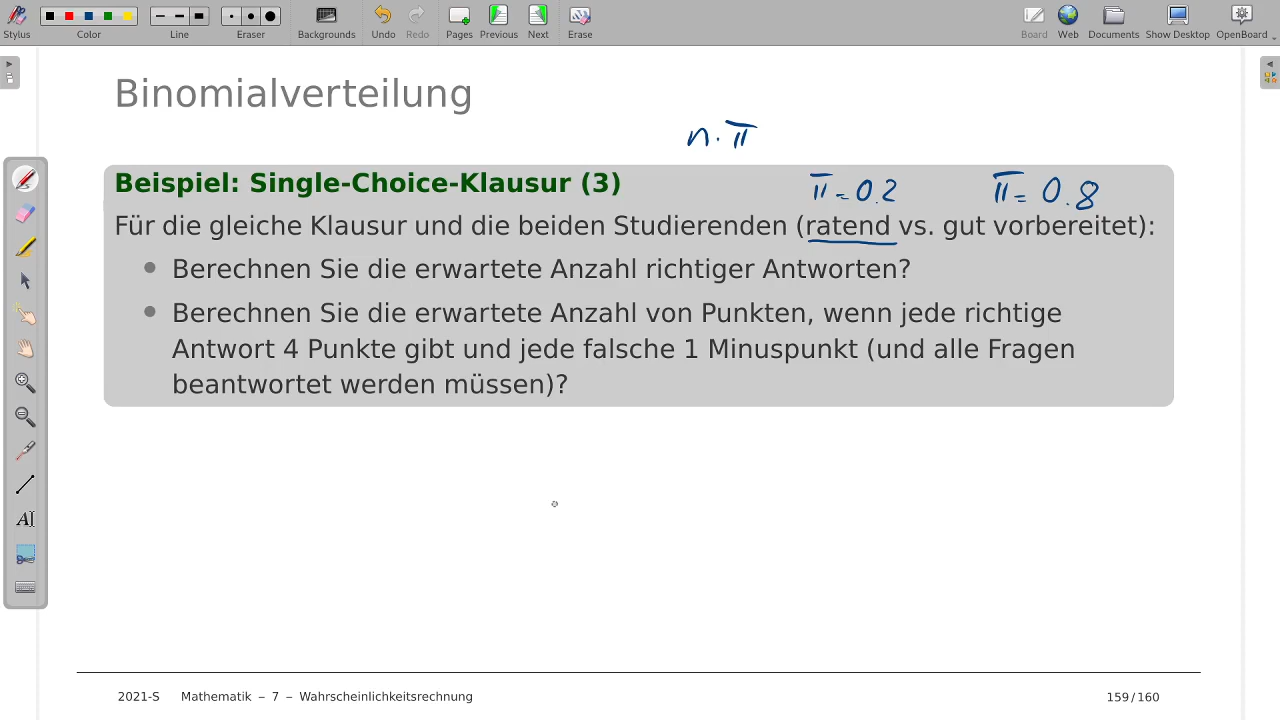 Stylus Color Line Eraser Backgrounds Undo Redo Pages Previous Next Erase Board Web Documents Show Desktop OpenBoard
Binomialverteilung
n · π
Beispiel: Single-Choice-Klausur (3)
π = 0.2 π = 0.8
Für die gleiche Klausur und die beiden Studierenden (ratend vs. gut vorbereitet):
• Berechnen Sie die erwartete Anzahl richtiger Antworten?
• Berechnen Sie die erwartete Anzahl von Punkten, wenn jede richtige
Antwort 4 Punkte gibt und jede falsche 1 Minuspunkt (und alle Fragen
beantwortet werden müssen)?
AI
2021-S Mathematik – 7 – Wahrscheinlichkeitsrechnung 159/160